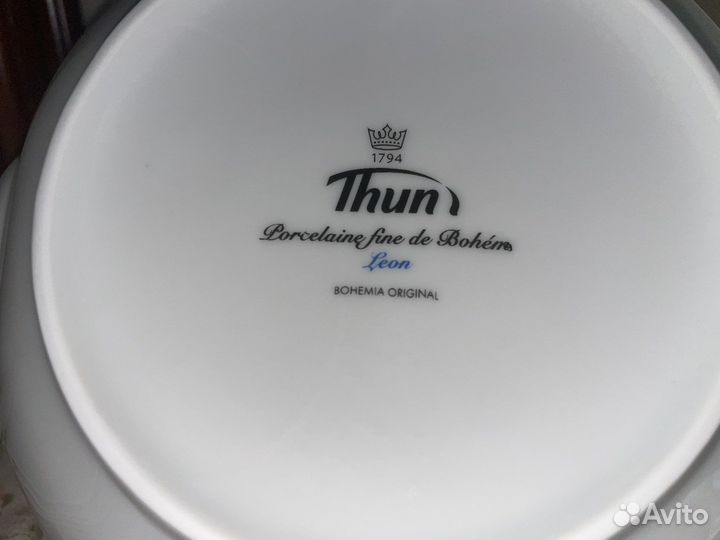 1794
Thun
Porcelaine fine de Bohém
Leon
BOHEMIA ORIGINAL
Avito